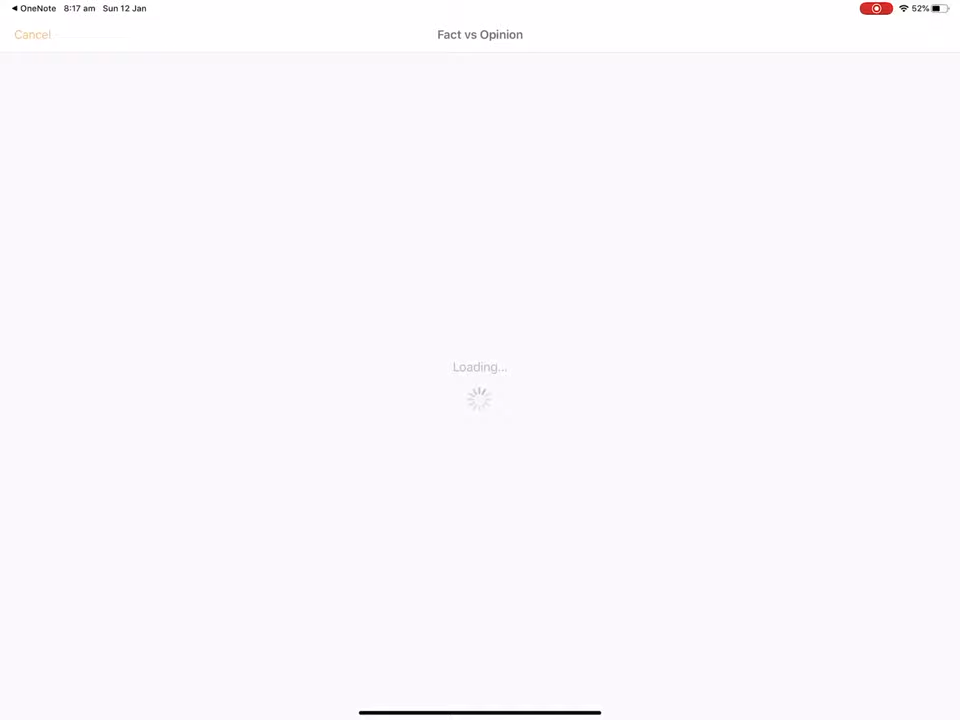 ◀ OneNote 8:17 am Sun 12 Jan 52%
Cancel Fact vs Opinion
Loading...